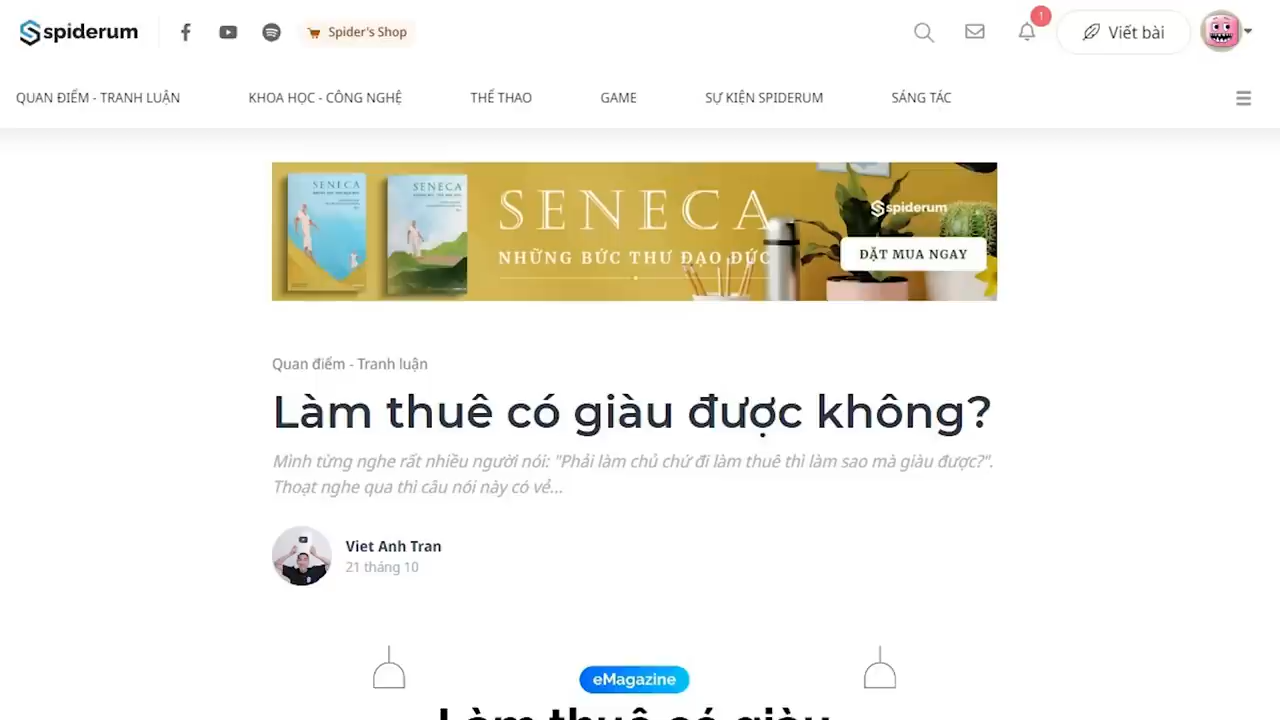 spiderum
Spider's Shop
1
Viết bài
QUAN ĐIỂM - TRANH LUẬN
KHOA HỌC - CÔNG NGHỆ
THỂ THAO
GAME
SỰ KIỆN SPIDERUM
SÁNG TÁC
SENECA
SENECA
SENECA
NHỮNG BỨC THƯ ĐẠO ĐỨC
spiderum
ĐẶT MUA NGAY
Quan điểm - Tranh luận
Làm thuê có giàu được không?
Mình từng nghe rất nhiều người nói: "Phải làm chủ chứ đi làm thuê thì làm sao mà giàu được?".
Thoạt nghe qua thì câu nói này có vẻ...
Viet Anh Tran
21 tháng 10
eMagazine
Làm thuê có giàu